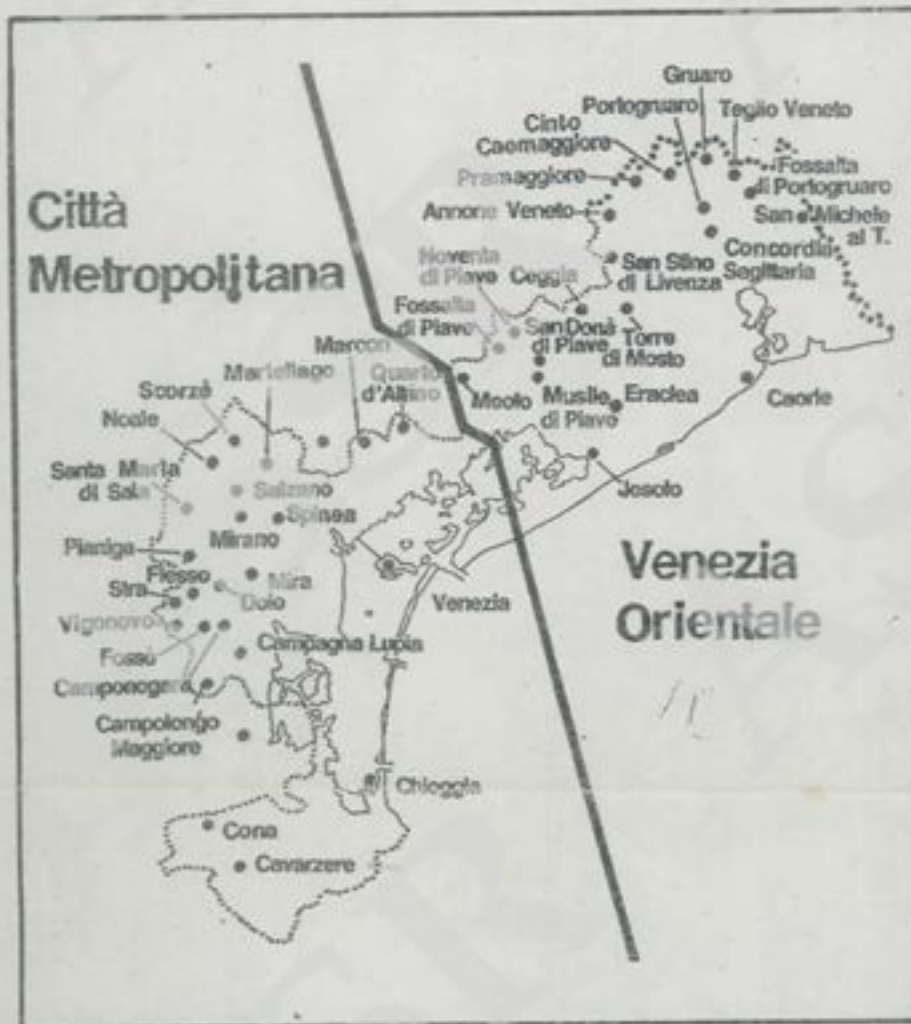 Città
Metropolitana
Gruaro
Portogruaro
Teglio Veneto
Cinto
Caomaggiore
Fossalta
di Portogruaro
Pramaggiore
San Michele
al T.
Annone Veneto
Concordia
Sagittaria
Noventa
di Piave
Ceggia
San Stino
di Livenza
Fossalta
di Piave
San Donà
di Piave
Torre
di Mosto
Marcon
Quarto
d'Altino
Martellago
Meolo
Musile
di Piave
Eraclea
Caorle
Scorzè
Noale
Santa Maria
di Sala
Salzano
Spinea
Jesolo
Mirano
Pianiga
Fiesso
Stra
Mira
Dolo
Venezia
Venezia
Orientale
Vigonovo
Campagna Lupia
Fossò
Camponogara
Campolongo
Maggiore
Chioggia
Cona
Cavarzere